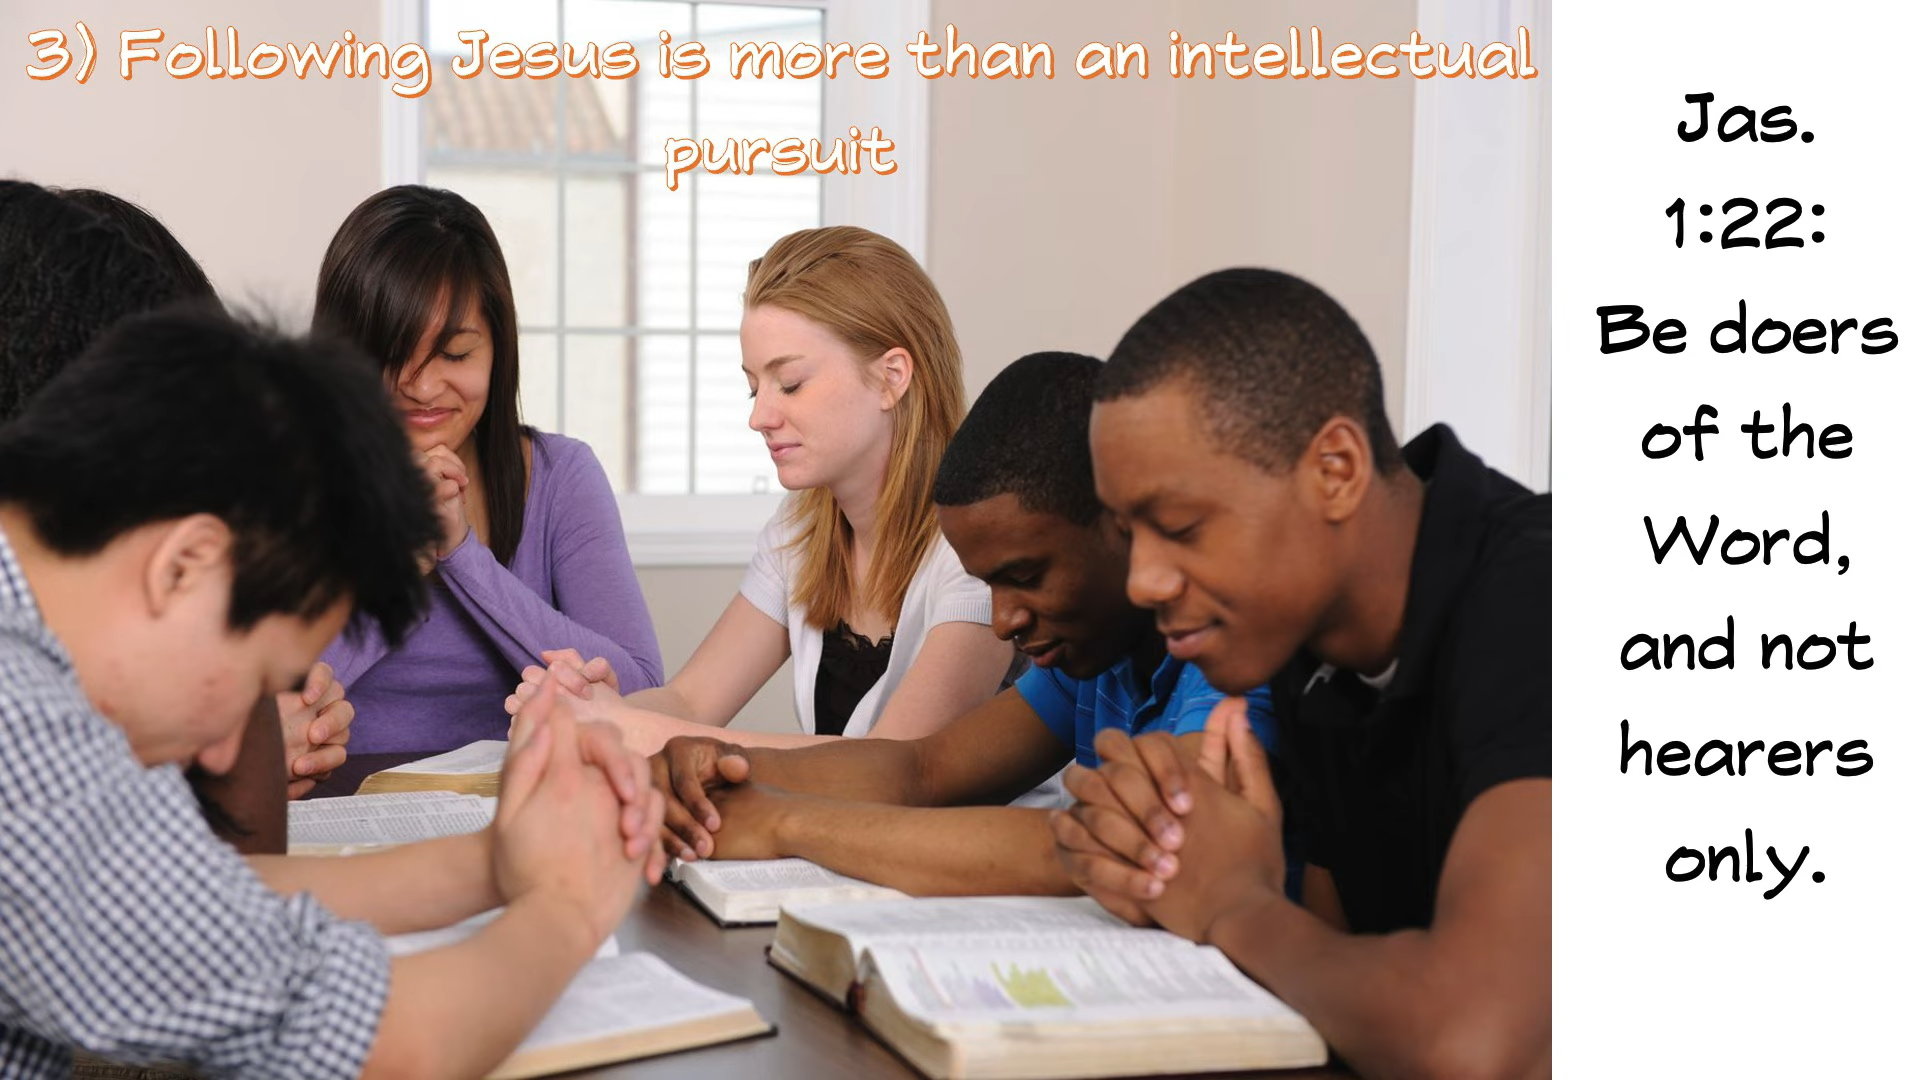 3) Following Jesus is more than an intellectual
pursuit
Jas.
1:22:
Be doers
of the
Word,
and not
hearers
only.